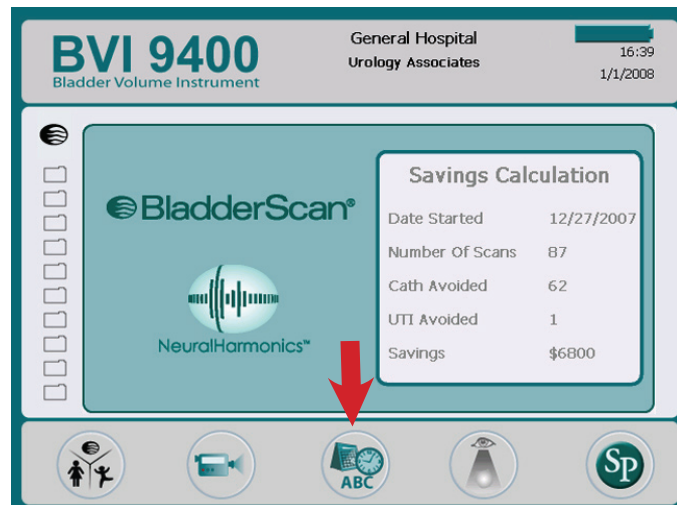 BVI 9400
Bladder Volume Instrument
General Hospital
Urology Associates
16:39
1/1/2008
BladderScan®
NeuralHarmonics™
Savings Calculation
Date Started 12/27/2007
Number Of Scans 87
Cath Avoided 62
UTI Avoided 1
Savings $6800
ABC
SP